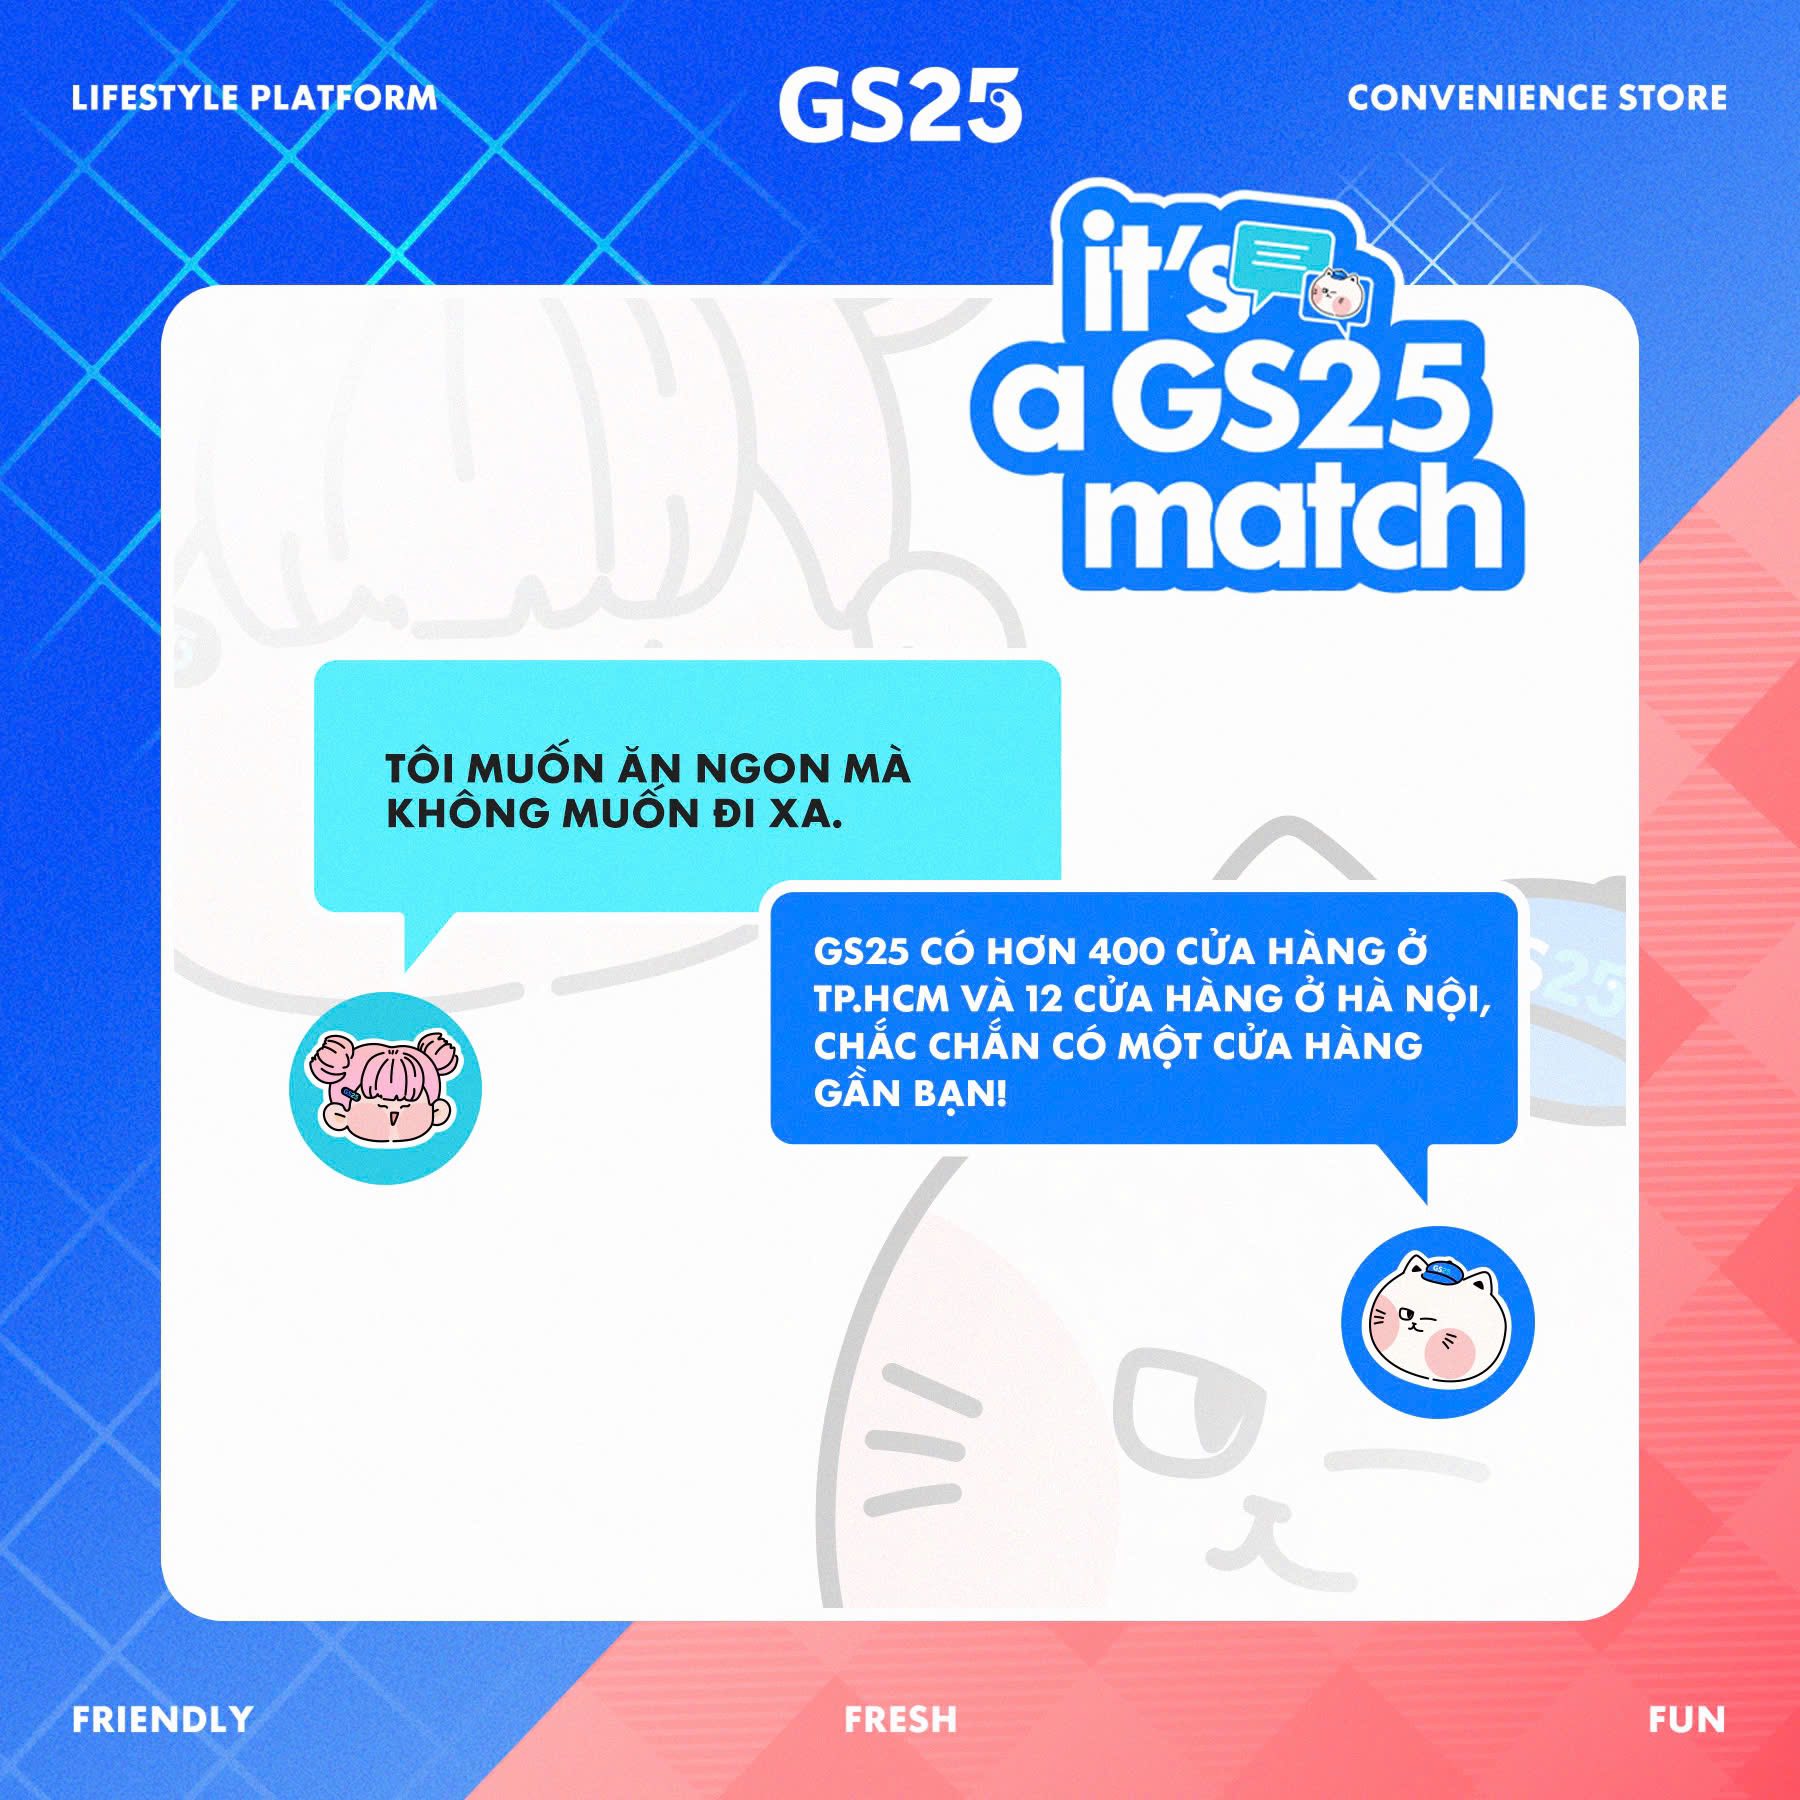 LIFESTYLE PLATFORM
GS25
CONVENIENCE STORE
it's
a GS25
match
TÔI MUỐN ĂN NGON MÀ
KHÔNG MUỐN ĐI XA.
GS25 CÓ HƠN 400 CỬA HÀNG Ở
TP.HCM VÀ 12 CỬA HÀNG Ở HÀ NỘI,
CHẮC CHẮN CÓ MỘT CỬA HÀNG
GẦN BẠN!
GS25
GS25
FRIENDLY
FRESH
FUN